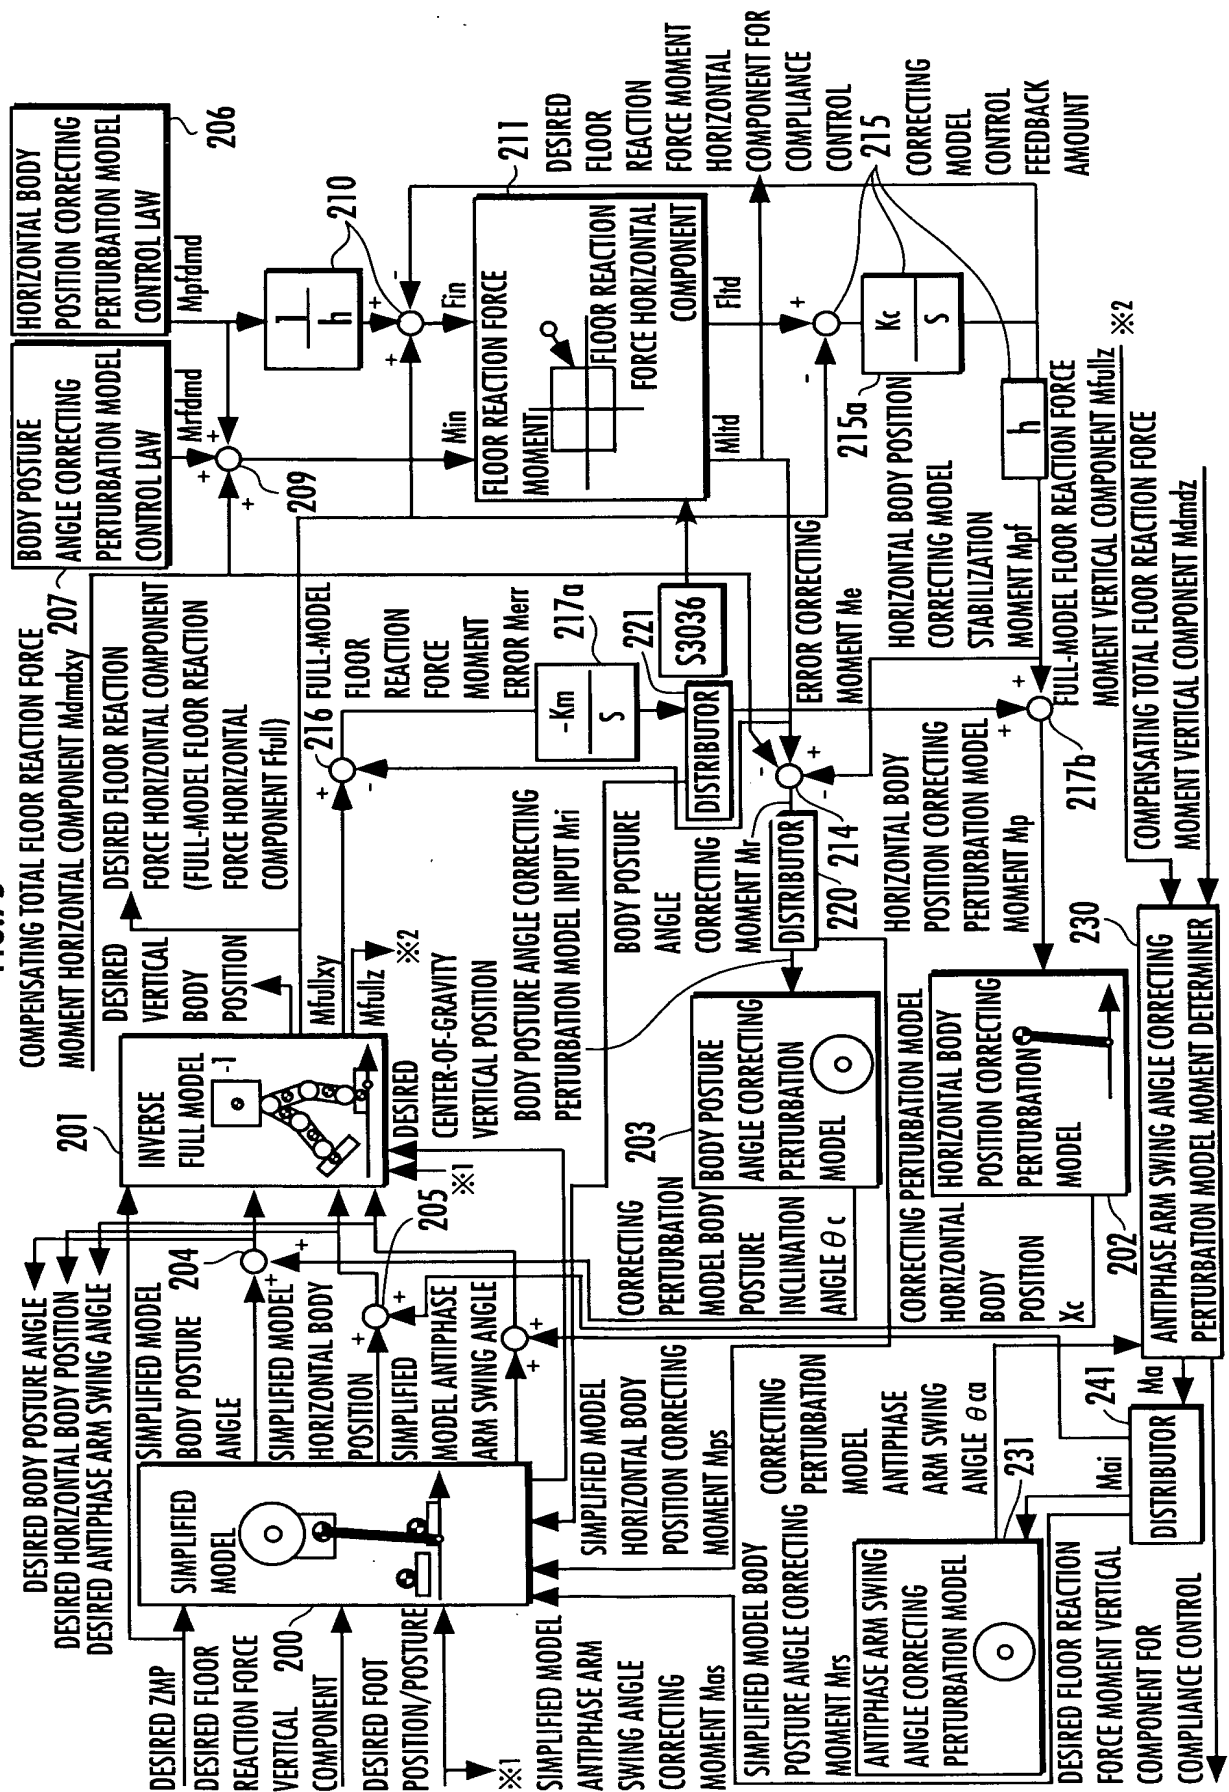 COMPENSATING TOTAL FLOOR REACTION FORCE
MOMENT HORIZONTAL COMPONENT Mdmdxy
207
BODY POSTURE
ANGLE CORRECTING
PERTURBATION MODEL
CONTROL LAW
HORIZONTAL BODY
POSITION CORRECTING
PERTURBATION MODEL
CONTROL LAW
206
Mrfdmd
Mpfdmd
209
1
h
210
Min
Fin
FLOOR REACTION FORCE
MOMENT
FLOOR REACTION
FORCE HORIZONTAL
COMPONENT
211
DESIRED
FLOOR
REACTION
FORCE MOMENT
HORIZONTAL
COMPONENT FOR
COMPLIANCE
CONTROL
215
CORRECTING
MODEL
CONTROL
FEEDBACK
AMOUNT
Mltd
Fltd
Kc
S
215a
h
HORIZONTAL BODY POSITION
CORRECTING MODEL
STABILIZATION
MOMENT Mpf
S3036
ERROR CORRECTING
MOMENT Me
DESIRED FLOOR REACTION
FORCE HORIZONTAL COMPONENT
(FULL-MODEL FLOOR REACTION
FORCE HORIZONTAL
COMPONENT Ffull)
216
FULL-MODEL
FLOOR
REACTION
FORCE
MOMENT
ERROR Merr
217a
-Km
S
221
DISTRIBUTOR
DESIRED
VERTICAL
BODY
POSITION
Mfullxy
Mfullz
※2
201
INVERSE
FULL MODEL
-1
DESIRED
CENTER-OF-GRAVITY
VERTICAL POSITION
※1
BODY POSTURE ANGLE CORRECTING
PERTURBATION MODEL INPUT Mri
BODY POSTURE
ANGLE
CORRECTING
MOMENT Mr
DISTRIBUTOR
214
220
217b
HORIZONTAL BODY
POSITION CORRECTING
PERTURBATION MODEL
MOMENT Mp
FULL-MODEL FLOOR REACTION FORCE
MOMENT VERTICAL COMPONENT Mfullz
※2
COMPENSATING TOTAL FLOOR REACTION FORCE
MOMENT VERTICAL COMPONENT Mdmdz
DESIRED BODY POSTURE ANGLE
DESIRED HORIZONTAL BODY POSITION
DESIRED ANTIPHASE ARM SWING ANGLE
204
205
SIMPLIFIED MODEL
BODY POSTURE
ANGLE
SIMPLIFIED MODEL
HORIZONTAL BODY
POSITION
SIMPLIFIED
MODEL ANTIPHASE
ARM SWING ANGLE
203
BODY POSTURE
ANGLE CORRECTING
PERTURBATION
MODEL
CORRECTING
PERTURBATION
MODEL BODY
POSTURE
INCLINATION
ANGLE θc
CORRECTING PERTURBATION MODEL
HORIZONTAL
BODY
POSITION
Xc
HORIZONTAL BODY
POSITION CORRECTING
PERTURBATION
MODEL
202
230
ANTIPHASE ARM SWING ANGLE CORRECTING
PERTURBATION MODEL MOMENT DETERMINER
SIMPLIFIED
MODEL
200
DESIRED ZMP
DESIRED FLOOR
REACTION FORCE
VERTICAL
COMPONENT
DESIRED FOOT
POSITION/POSTURE
※1
SIMPLIFIED MODEL
HORIZONTAL BODY
POSITION CORRECTING
MOMENT Mps
SIMPLIFIED MODEL
ANTIPHASE ARM
SWING ANGLE
CORRECTING
MOMENT Mas
SIMPLIFIED MODEL BODY
POSTURE ANGLE CORRECTING
MOMENT Mrs
CORRECTING
PERTURBATION
MODEL
ANTIPHASE
ARM SWING
ANGLE θca
231
ANTIPHASE ARM SWING
ANGLE CORRECTING
PERTURBATION MODEL
Mai
Ma
241
DISTRIBUTOR
DESIRED FLOOR REACTION
FORCE MOMENT VERTICAL
COMPONENT FOR
COMPLIANCE CONTROL